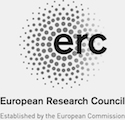 erc
European Research Council
Established by the European Commission